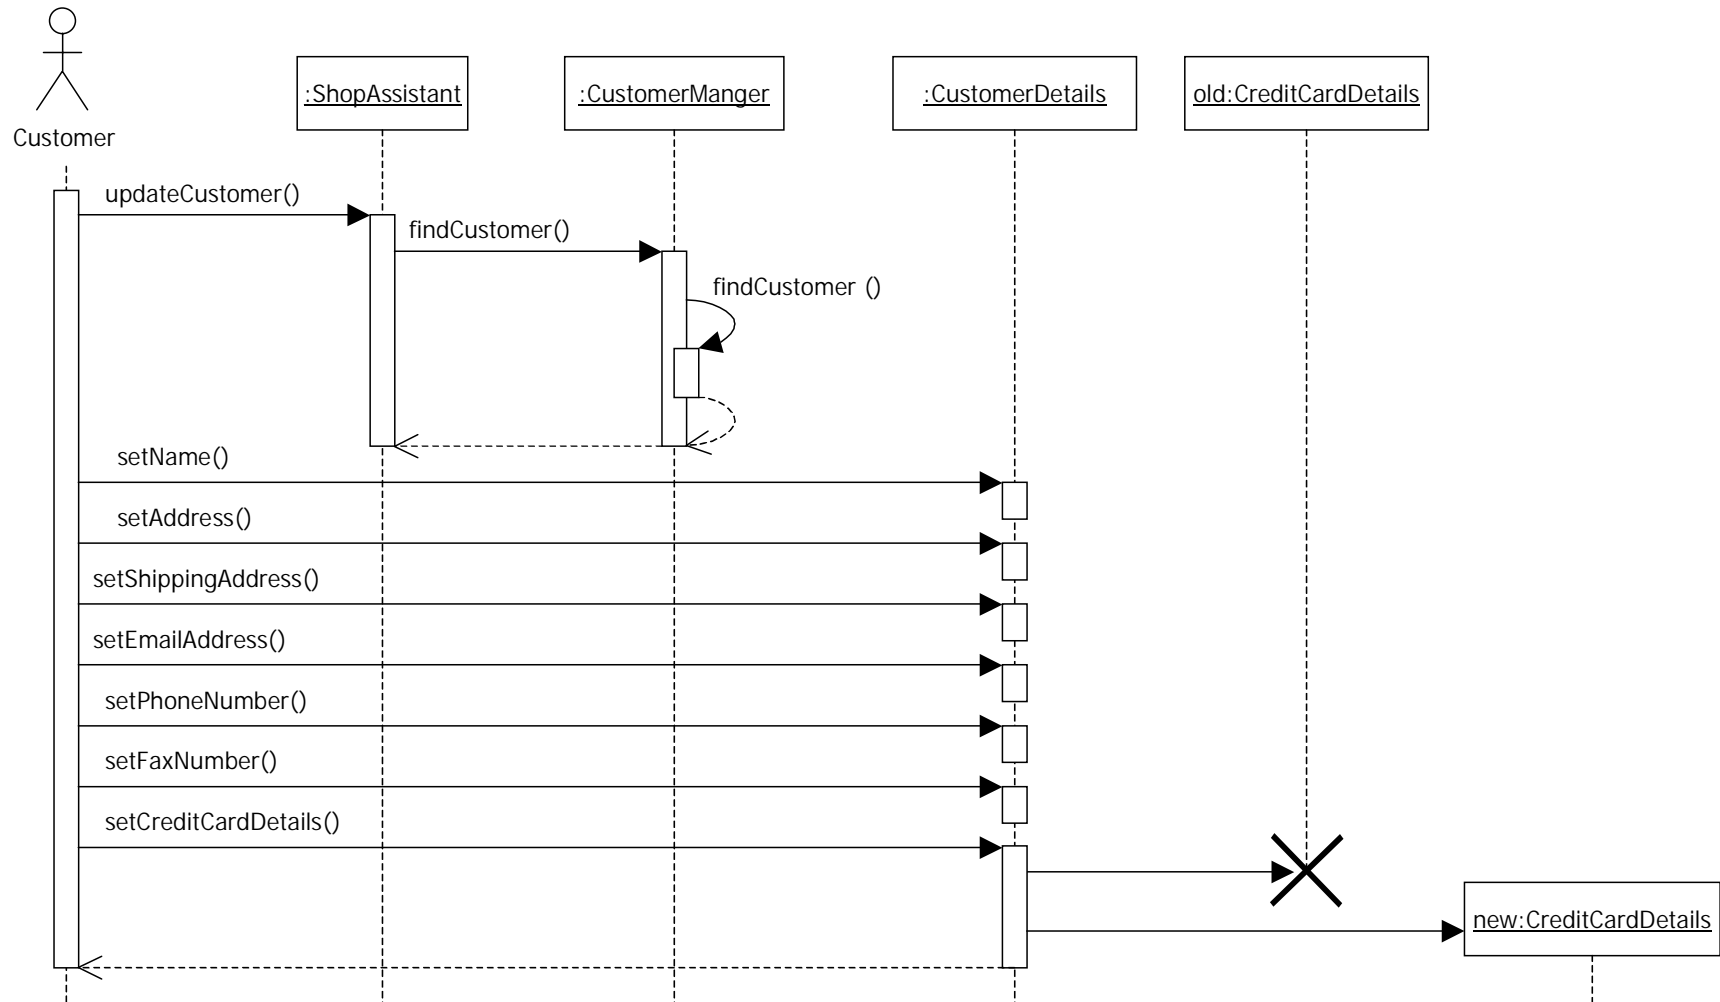 :ShopAssistant
:CustomerManger
:CustomerDetails
old:CreditCardDetails
Customer
updateCustomer()
findCustomer()
findCustomer ()
setName()
setAddress()
setShippingAddress()
setEmailAddress()
setPhoneNumber()
setFaxNumber()
setCreditCardDetails()
new:CreditCardDetails